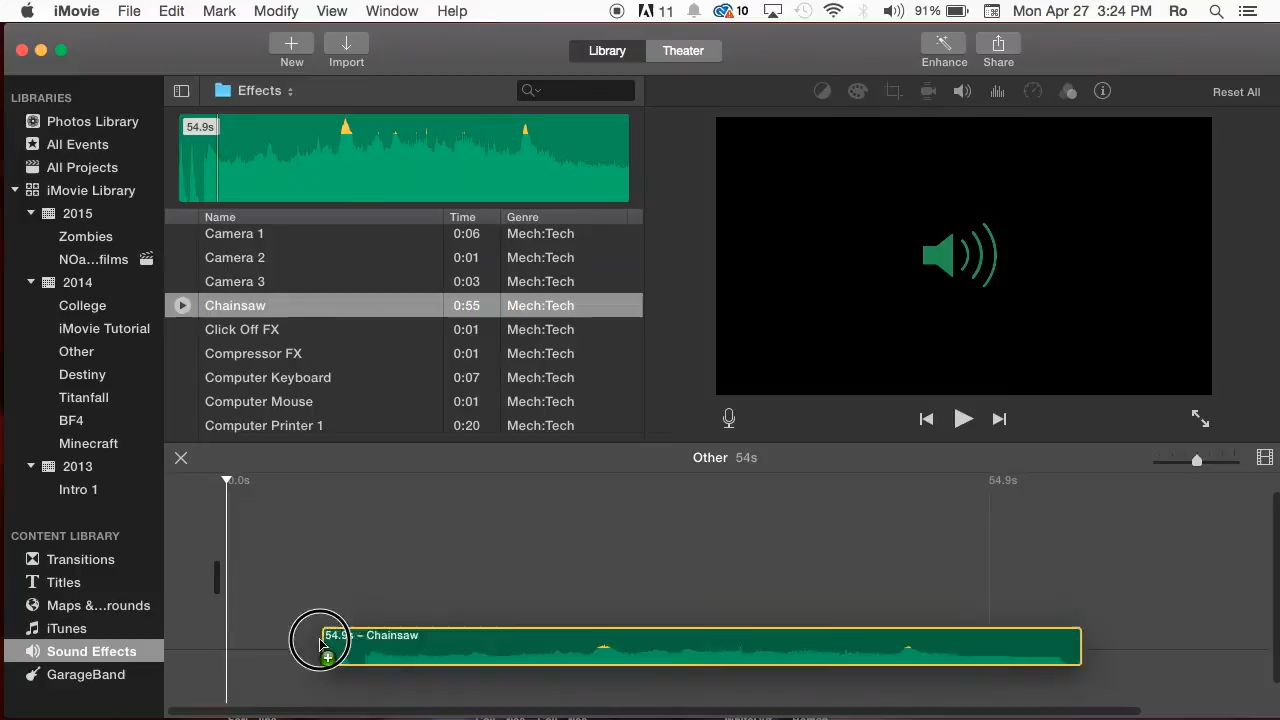 iMovie File Edit Mark Modify View Window Help 11 10 91% Mon Apr 27 3:24 PM Ro
New Import Library Theater Enhance Share
LIBRARIES
Photos Library
All Events
All Projects
iMovie Library
2015
Zombies
NOa...films
2014
College
iMovie Tutorial
Other
Destiny
Titanfall
BF4
Minecraft
2013
Intro 1
CONTENT LIBRARY
Transitions
Titles
Maps &...rounds
iTunes
Sound Effects
GarageBand
Effects
54.9s
Name Time Genre
Camera 1 0:06 Mech:Tech
Camera 2 0:01 Mech:Tech
Camera 3 0:03 Mech:Tech
Chainsaw 0:55 Mech:Tech
Click Off FX 0:01 Mech:Tech
Compressor FX 0:01 Mech:Tech
Computer Keyboard 0:07 Mech:Tech
Computer Mouse 0:01 Mech:Tech
Computer Printer 1 0:20 Mech:Tech
Reset All
Other 54s
0.0s 54.9s
54.9s – Chainsaw